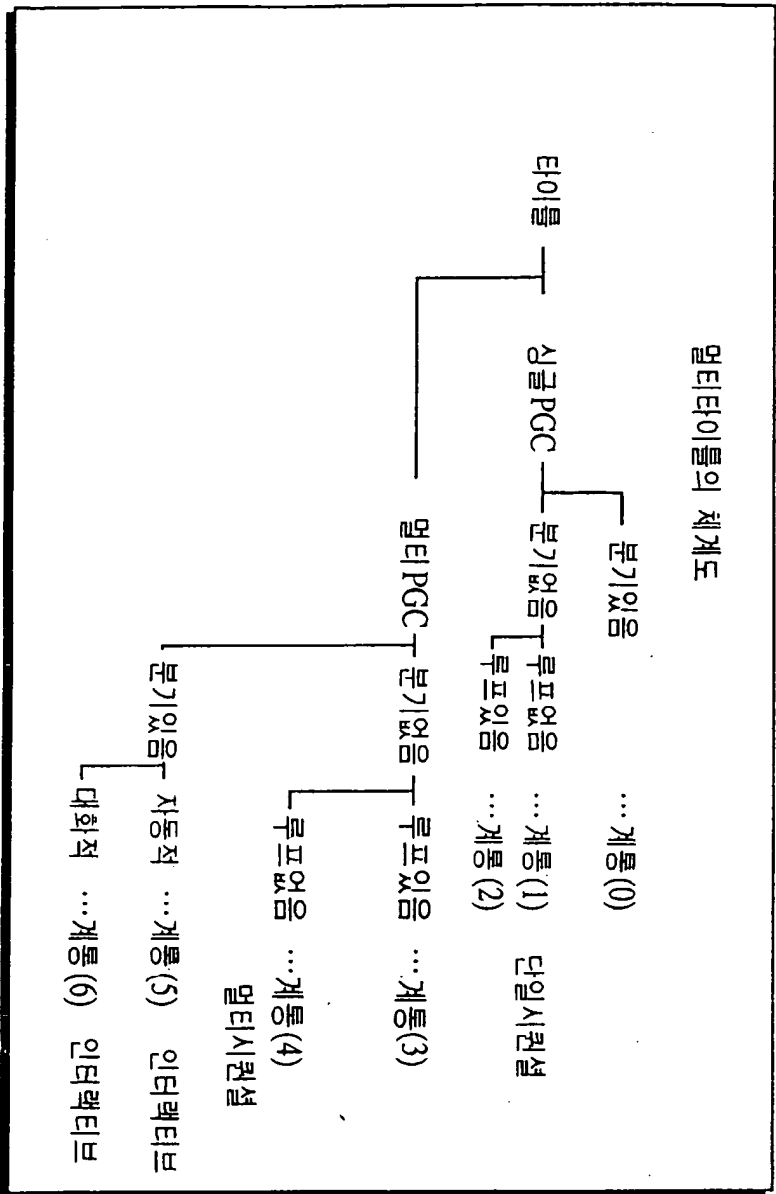 멀티타이틀의 체계도
분기있음 …계통(0)
타이틀 싱글PGC 분기없음 루프없음 …계통(1) 단일시퀀셜
루프있음 …계통(2)
멀티PGC 분기없음 루프있음 …계통(3)
루프없음 …계통(4)
멀티시퀀셜
분기있음 자동적 …계통(5) 인터랙티브
대화적 …계통(6) 인터랙티브